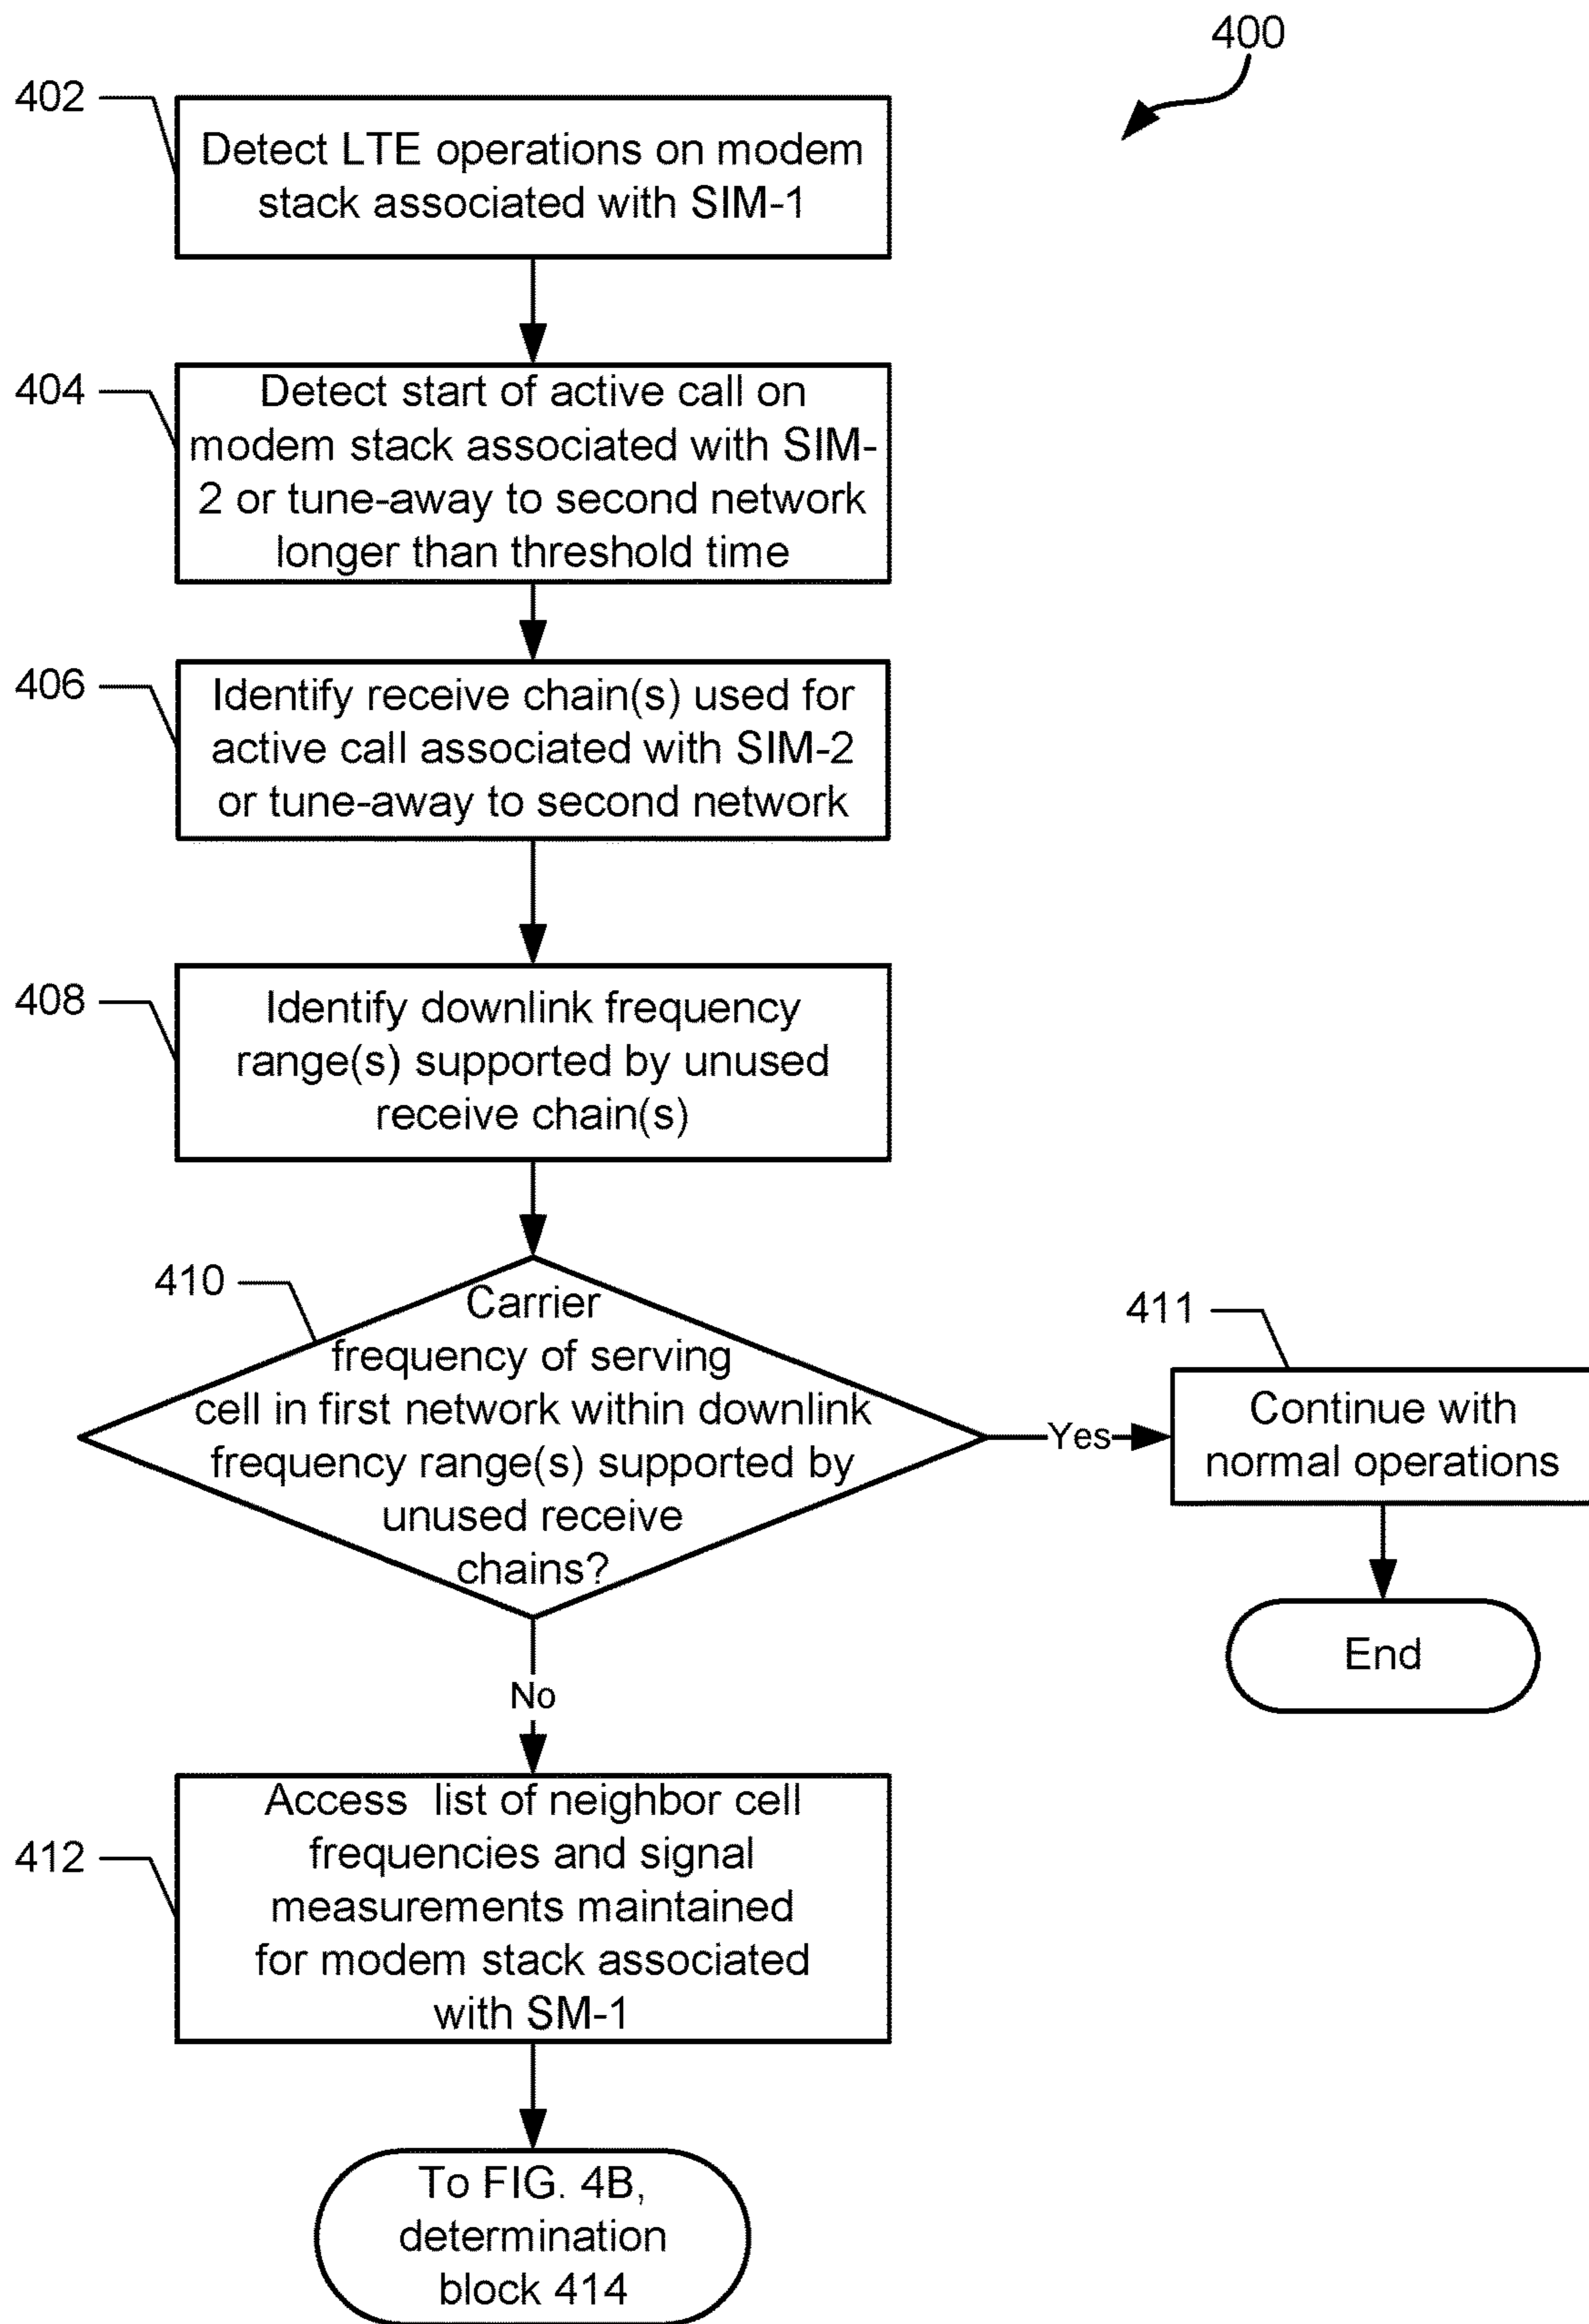 400
402
Detect LTE operations on modem
stack associated with SIM-1
404
Detect start of active call on
modem stack associated with SIM-
2 or tune-away to second network
longer than threshold time
406
Identify receive chain(s) used for
active call associated with SIM-2
or tune-away to second network
408
Identify downlink frequency
range(s) supported by unused
receive chain(s)
410
Carrier
frequency of serving
cell in first network within downlink
frequency range(s) supported by
unused receive
chains?
Yes
411
Continue with
normal operations
End
No
412
Access list of neighbor cell
frequencies and signal
measurements maintained
for modem stack associated
with SM-1
To FIG. 4B,
determination
block 414